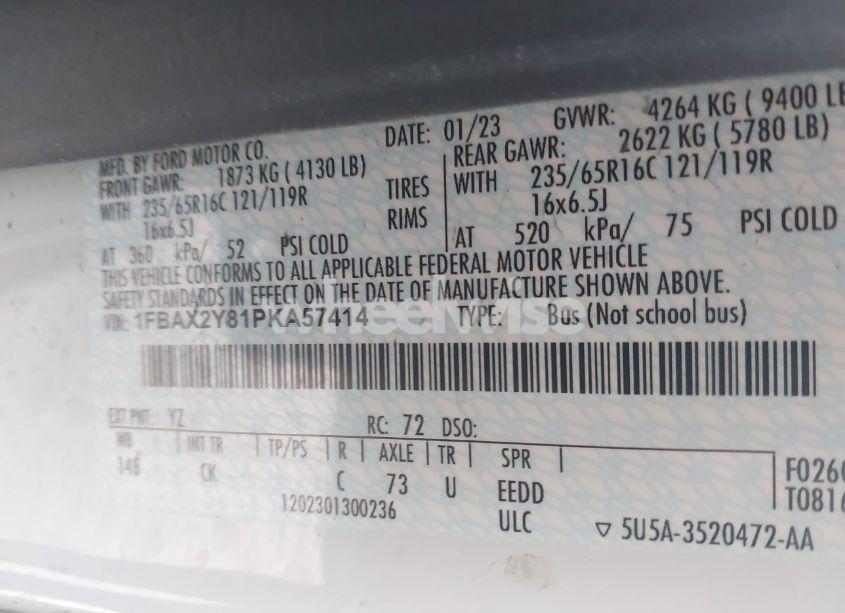 MFD. BY FORD MOTOR CO.
DATE: 01/23
GVWR: 4264 KG ( 9400 LB
FRONT GAWR: 1873 KG ( 4130 LB)
REAR GAWR: 2622 KG ( 5780 LB)
WITH 235/65R16C 121/119R
TIRES
WITH 235/65R16C 121/119R
16x6.5J
RIMS
16x6.5J
AT 360 kPa/ 52 PSI COLD
AT 520 kPa/ 75 PSI COLD
THIS VEHICLE CONFORMS TO ALL APPLICABLE FEDERAL MOTOR VEHICLE
SAFETY STANDARDS IN EFFECT ON THE DATE OF MANUFACTURE SHOWN ABOVE.
VIN: 1FBAX2Y81PKA57414
TYPE: Bus (Not school bus)
EXT PNT: YZ
RC: 72 DSO:
WB INT TR TP/PS R AXLE TR SPR
148 CK C 73 U EEDD
1202301300236
ULC
F026
T081
▽ 5U5A-3520472-AA